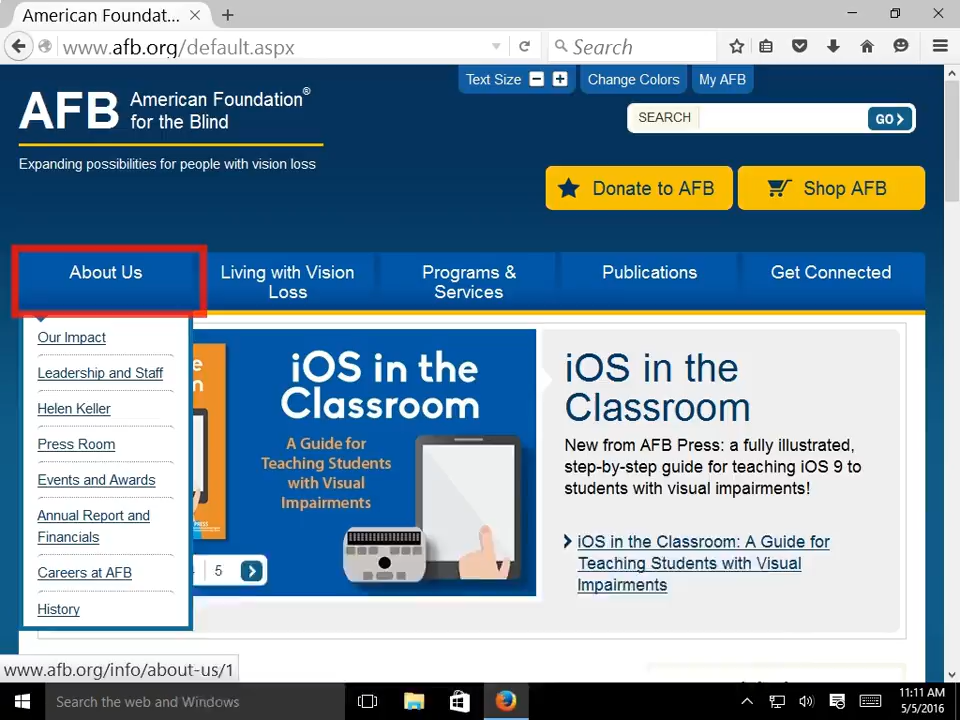 American Foundat...
www.afb.org/default.aspx
Search
Text Size
Change Colors
My AFB
AFB American Foundation®
for the Blind
SEARCH
GO
Expanding possibilities for people with vision loss
Donate to AFB
Shop AFB
About Us
Living with Vision
Loss
Programs &
Services
Publications
Get Connected
Our Impact
Leadership and Staff
Helen Keller
Press Room
Events and Awards
Annual Report and
Financials
Careers at AFB
History
iOS in the
Classroom
A Guide for
Teaching Students
with Visual
Impairments
5
iOS in the
Classroom
New from AFB Press: a fully illustrated,
step-by-step guide for teaching iOS 9 to
students with visual impairments!
iOS in the Classroom: A Guide for
Teaching Students with Visual
Impairments
www.afb.org/info/about-us/1
Search the web and Windows
11:11 AM
5/5/2016